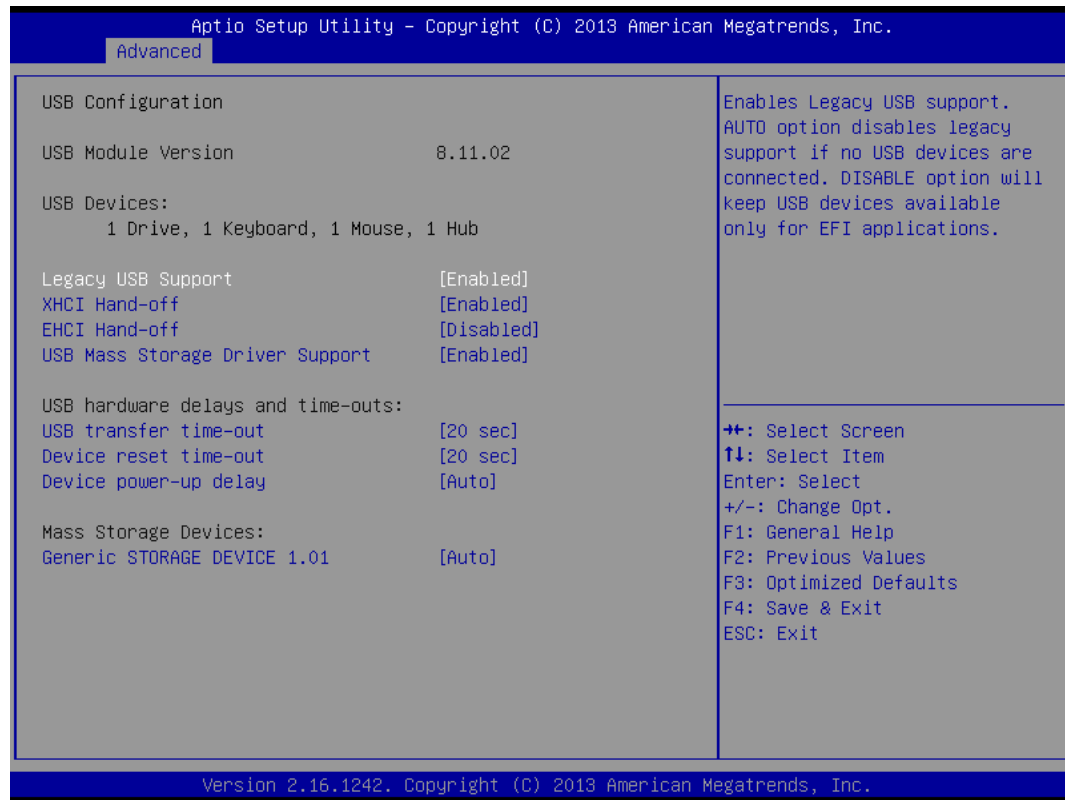 Aptio Setup Utility – Copyright (C) 2013 American Megatrends, Inc.
Advanced
USB Configuration
USB Module Version 8.11.02
USB Devices:
1 Drive, 1 Keyboard, 1 Mouse, 1 Hub
Legacy USB Support [Enabled]
XHCI Hand-off [Enabled]
EHCI Hand-off [Disabled]
USB Mass Storage Driver Support [Enabled]
USB hardware delays and time-outs:
USB transfer time-out [20 sec]
Device reset time-out [20 sec]
Device power-up delay [Auto]
Mass Storage Devices:
Generic STORAGE DEVICE 1.01 [Auto]
Enables Legacy USB support.
AUTO option disables legacy
support if no USB devices are
connected. DISABLE option will
keep USB devices available
only for EFI applications.
→←: Select Screen
↑↓: Select Item
Enter: Select
+/-: Change Opt.
F1: General Help
F2: Previous Values
F3: Optimized Defaults
F4: Save & Exit
ESC: Exit
Version 2.16.1242. Copyright (C) 2013 American Megatrends, Inc.